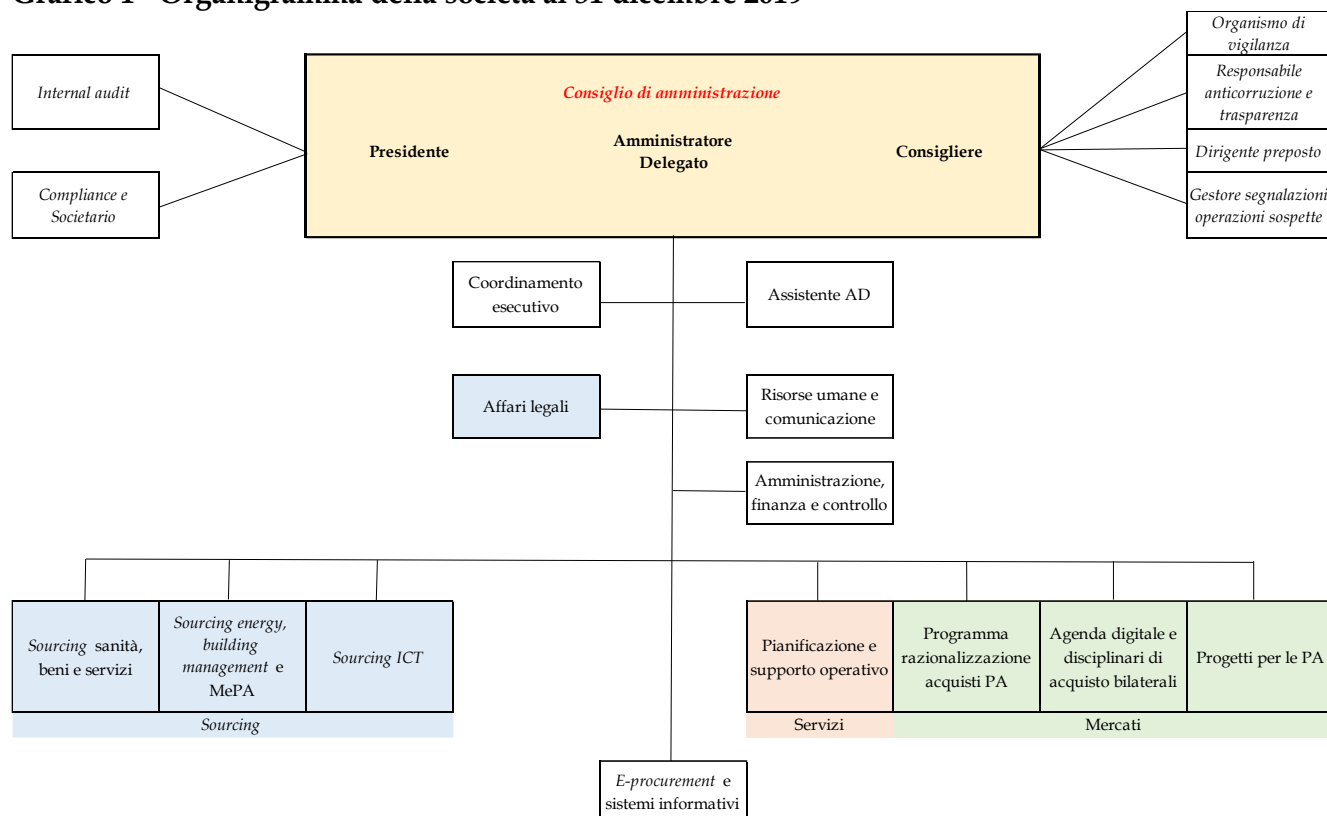 Grafico 1 - Organigramma della società al 31 dicembre 2019
Internal audit
Compliance e
Societario
Consiglio di amministrazione
Presidente
Amministratore
Delegato
Consigliere
Organismo di
vigilanza
Responsabile
anticorruzione e
trasparenza
Dirigente preposto
Gestore segnalazioni
operazioni sospette
Coordinamento
esecutivo
Assistente AD
Affari legali
Risorse umane e
comunicazione
Amministrazione,
finanza e controllo
Sourcing sanità,
beni e servizi
Sourcing energy,
building
management e
MePA
Sourcing ICT
Sourcing
Pianificazione e
supporto operativo
Servizi
Programma
razionalizzazione
acquisti PA
Agenda digitale e
disciplinari di
acquisto bilaterali
Progetti per le PA
Mercati
E-procurement e
sistemi informativi